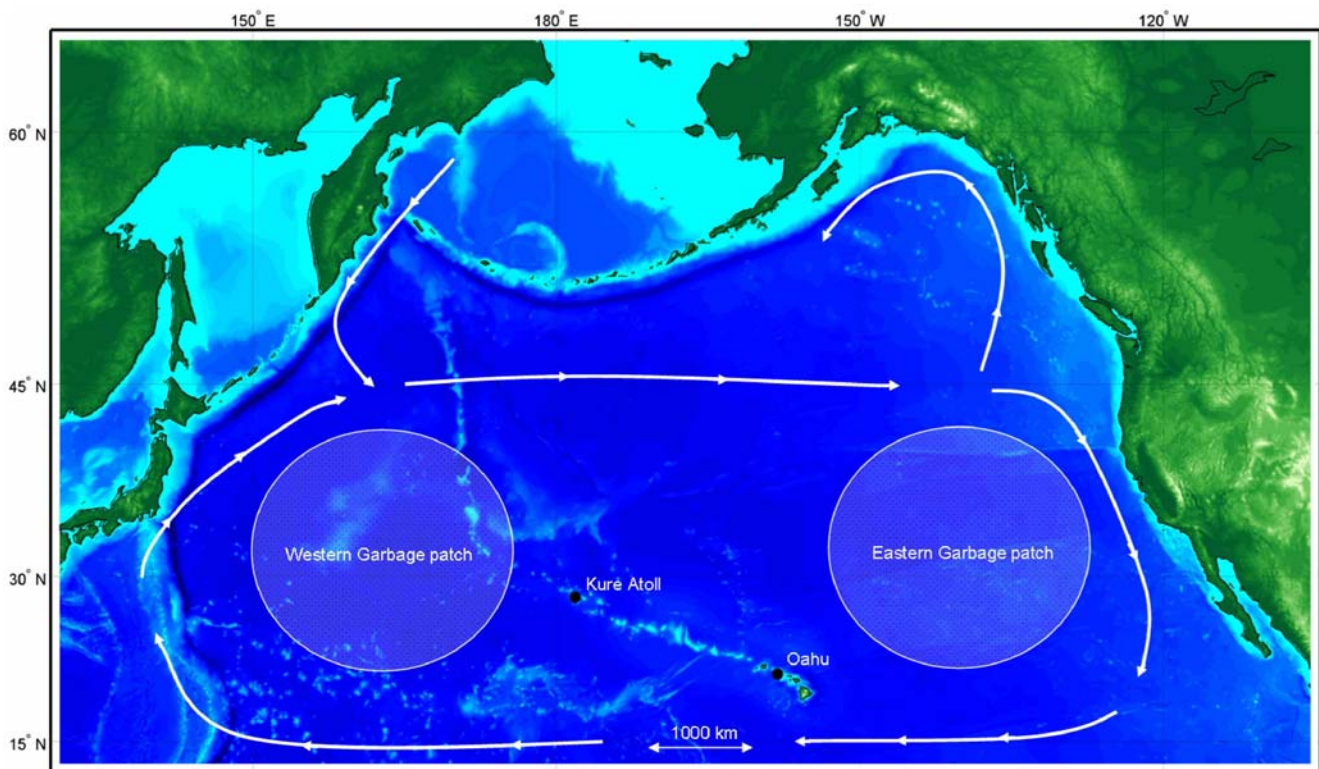 150° E
180° E
150° W
120° W
60° N
45° N
Western Garbage patch
Eastern Garbage patch
30° N
Kure Atoll
Oahu
1000 km
15° N